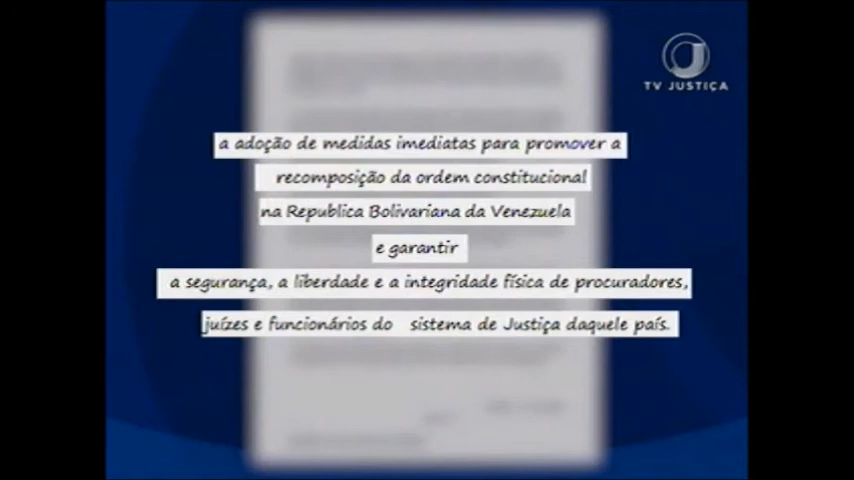 TV JUSTIÇA
a adoção de medidas imediatas para promover a
recomposição da ordem constitucional
na Republica Bolivariana da Venezuela
e garantir
a segurança, a liberdade e a integridade física de procuradores,
juízes e funcionários do sistema de Justiça daquele país.